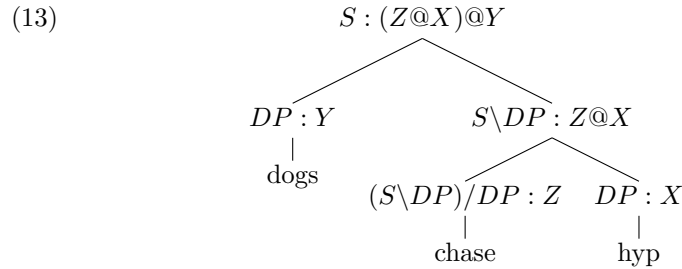 (13) S : (Z@X)@Y
DP : Y S\DP : Z@X
dogs
(S\DP)/DP : Z DP : X
chase hyp